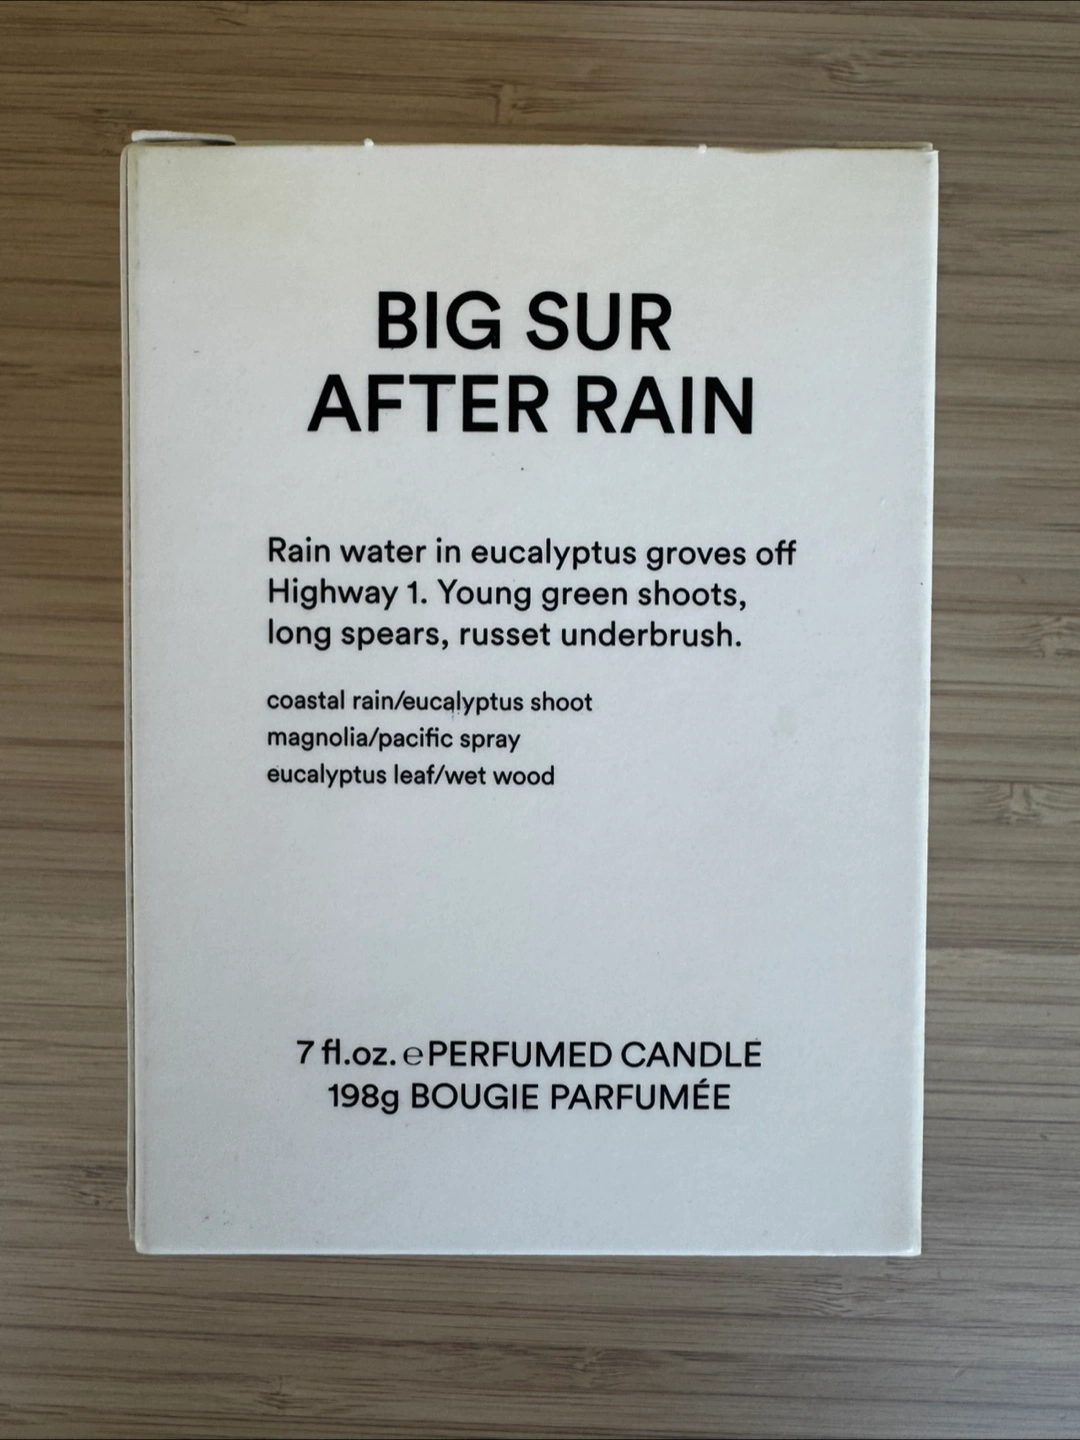 BIG SUR
AFTER RAIN
Rain water in eucalyptus groves off
Highway 1. Young green shoots,
long spears, russet underbrush.
coastal rain/eucalyptus shoot
magnolia/pacific spray
eucalyptus leaf/wet wood
7 fl.oz. ℮ PERFUMED CANDLE
198g BOUGIE PARFUMÉE